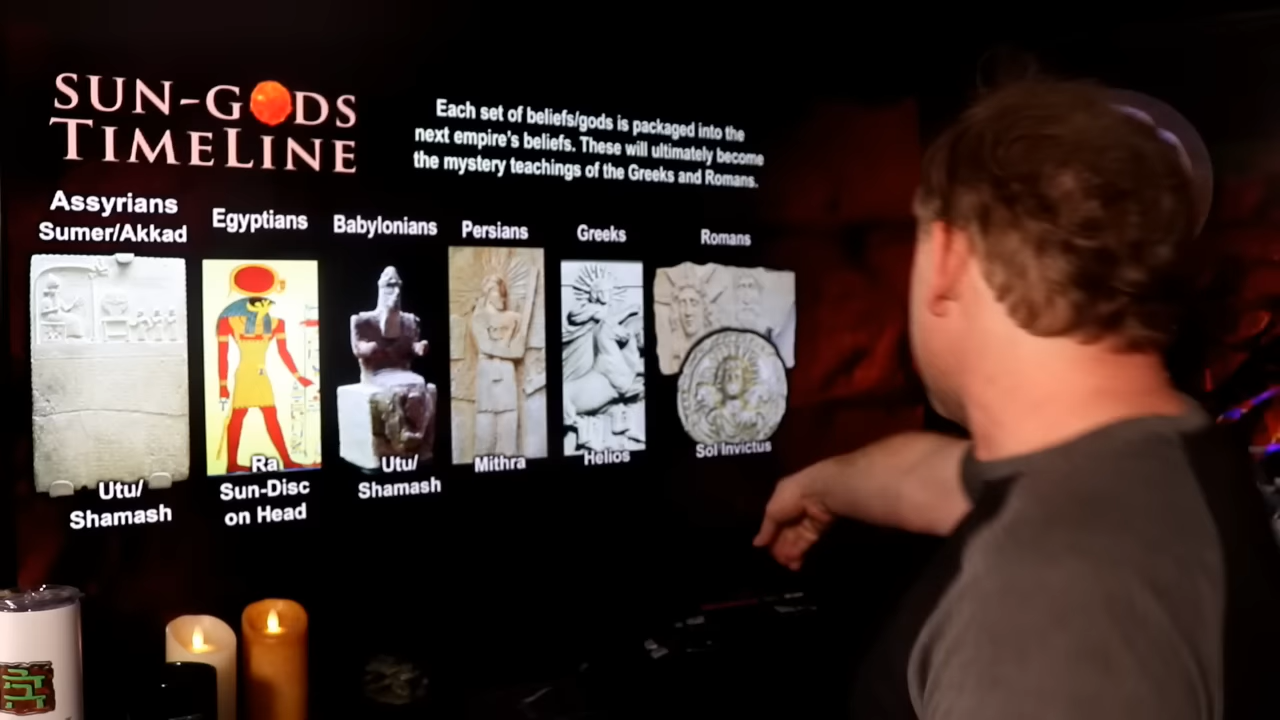 SUN-GODS
TIMELINE
Each set of beliefs/gods is packaged into the
next empire's beliefs. These will ultimately become
the mystery teachings of the Greeks and Romans.
Assyrians
Sumer/Akkad
Egyptians
Babylonians
Persians
Greeks
Romans
Utu/
Shamash
Ra
Sun-Disc
on Head
Utu/
Shamash
Mithra
Helios
Sol Invictus